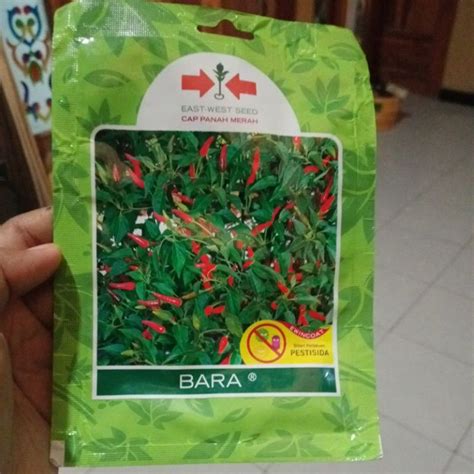 EAST-WEST SEED
CAP PANAH MERAH
PESTISIDA
BARA ®